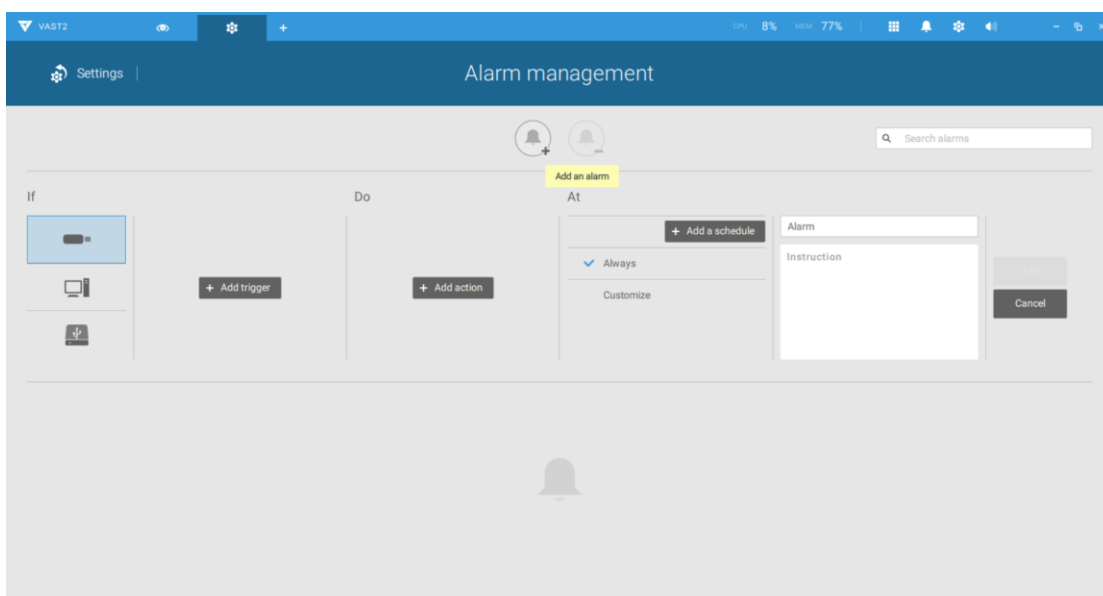 VAST2
+
CPU 8% MEM 77%
Settings
Alarm management
Search alarms
Add an alarm
If
Do
At
+ Add a schedule
Alarm
Always
Instruction
+ Add trigger
+ Add action
Customize
Add
Cancel